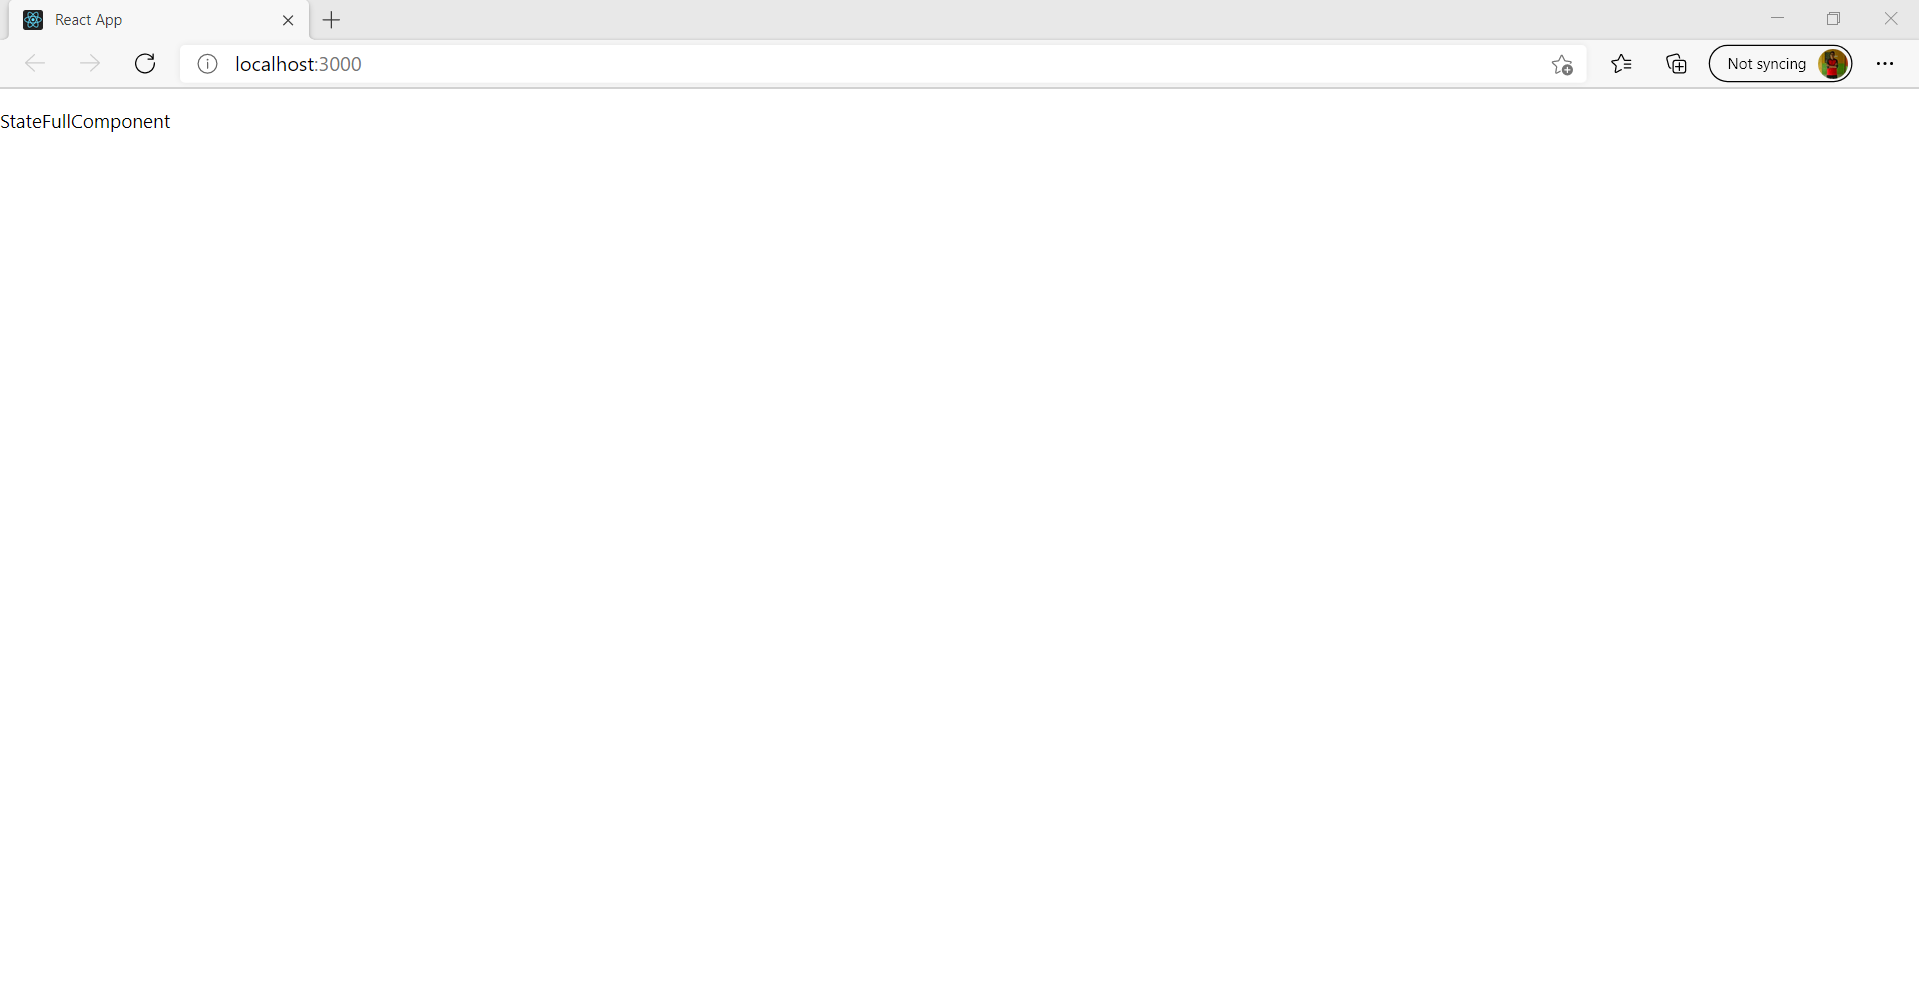 React App
localhost:3000
Not syncing
StateFullComponent